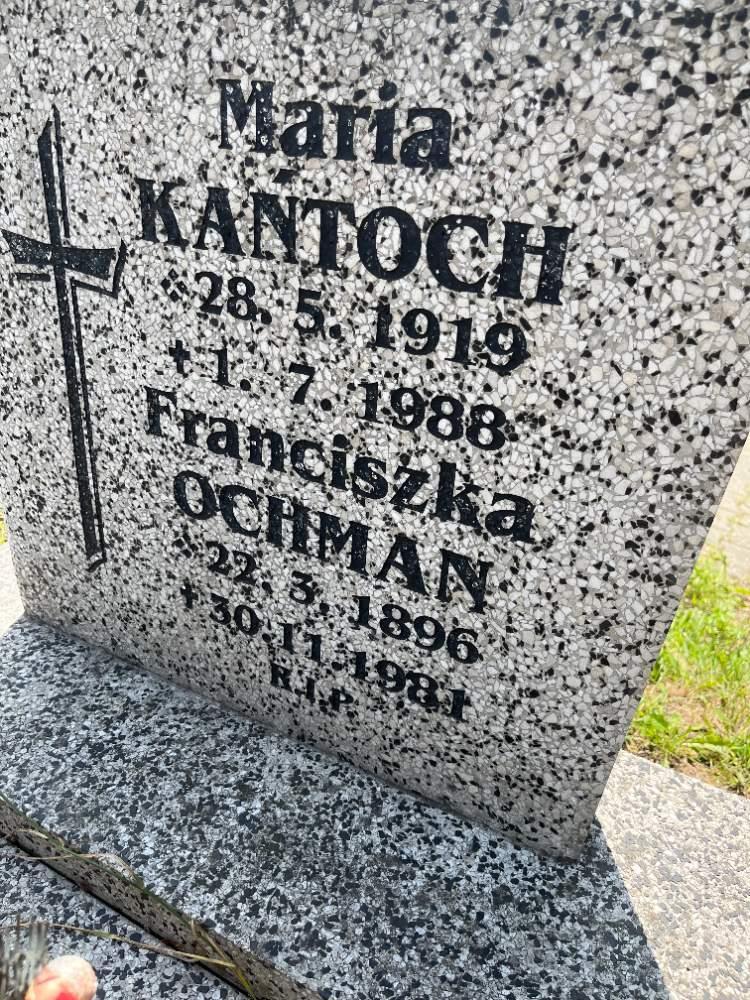 Maria
KAŃTOCH
28. 5. 1919
✝ 1. 7. 1988
Franciszka
OCHMAN
22. 3. 1896
✝ 30.11.1981
R.I.P.